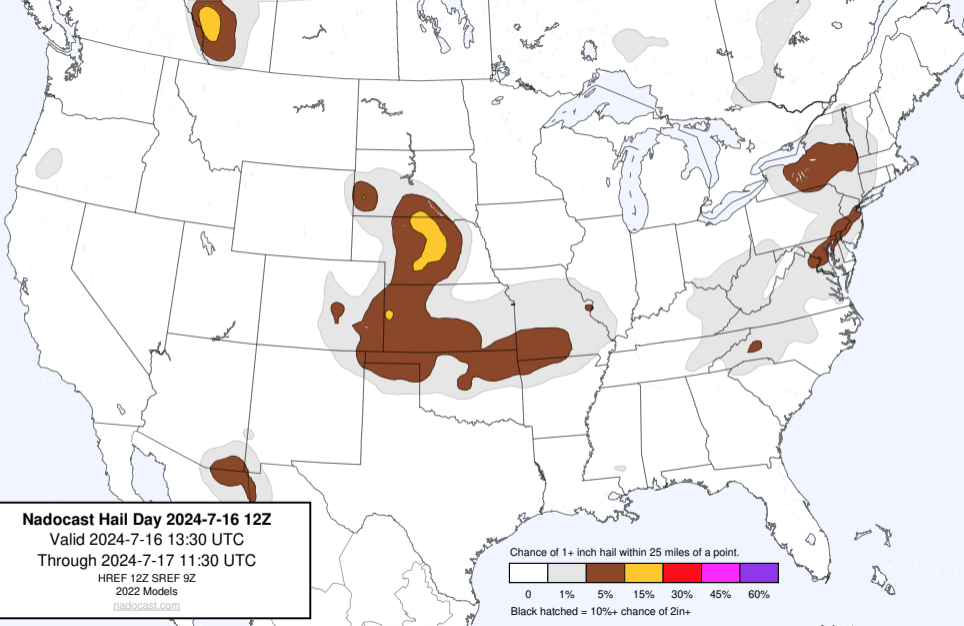 Nadocast Hail Day 2024-7-16 12Z
Valid 2024-7-16 13:30 UTC
Through 2024-7-17 11:30 UTC
HREF 12Z SREF 9Z
2022 Models
nadocast.com
Chance of 1+ inch hail within 25 miles of a point.
0 1% 5% 15% 30% 45% 60%
Black hatched = 10%+ chance of 2in+